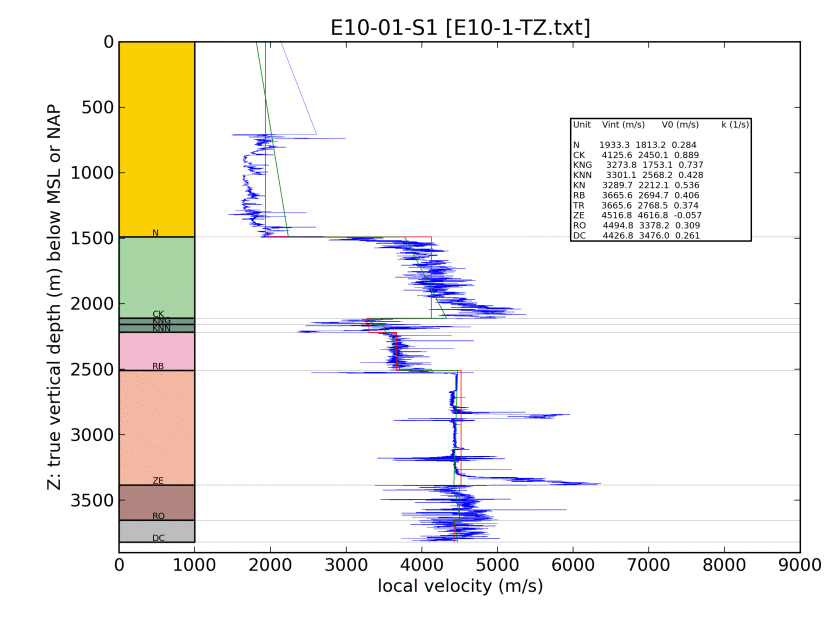 E10-01-S1 [E10-1-TZ.txt]
0
500
1000
1500
2000
2500
3000
3500
Z: true vertical depth (m) below MSL or NAP
N
CK
KNG
KNN
RB
ZE
RO
DC
Unit Vint (m/s) V0 (m/s) k (1/s)
N 1933.3 1813.2 0.284
CK 4125.6 2450.1 0.889
KNG 3273.8 1753.1 0.737
KNN 3301.1 2568.2 0.428
KN 3289.7 2212.1 0.536
RB 3665.6 2694.7 0.406
TR 3665.6 2768.5 0.374
ZE 4516.8 4616.8 -0.057
RO 4494.8 3378.2 0.309
DC 4426.8 3476.0 0.261
0 1000 2000 3000 4000 5000 6000 7000 8000 9000
local velocity (m/s)